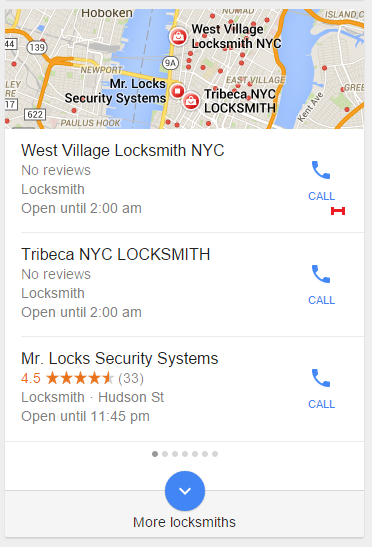 NOMAD
ISLAND C
Hoboken
West Village
Locksmith NYC
139
9A
NEWPORT
Mr. Locks
Security Systems
EAST VILLAGE
Tribeca NYC
LOCKSMITH
Kent Ave
622
PAULUS HOOK
West Village Locksmith NYC
No reviews
Locksmith
Open until 2:00 am
CALL
Tribeca NYC LOCKSMITH
No reviews
Locksmith
Open until 2:00 am
CALL
Mr. Locks Security Systems
4.5 ★★★★★ (33)
Locksmith · Hudson St
Open until 11:45 pm
CALL
More locksmiths